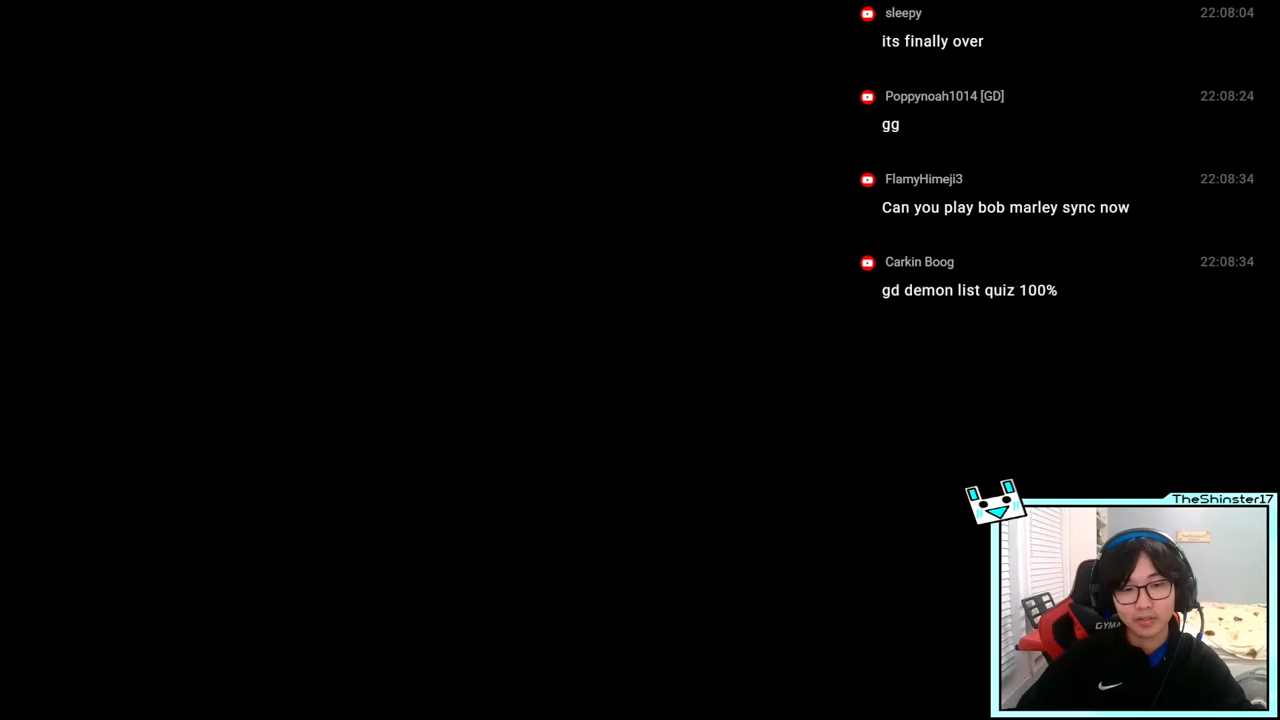 sleepy 22:08:04
its finally over
Poppynoah1014 [GD] 22:08:24
gg
FlamyHimeji3 22:08:34
Can you play bob marley sync now
Carkin Boog 22:08:34
gd demon list quiz 100%
TheShinster17
GYMA